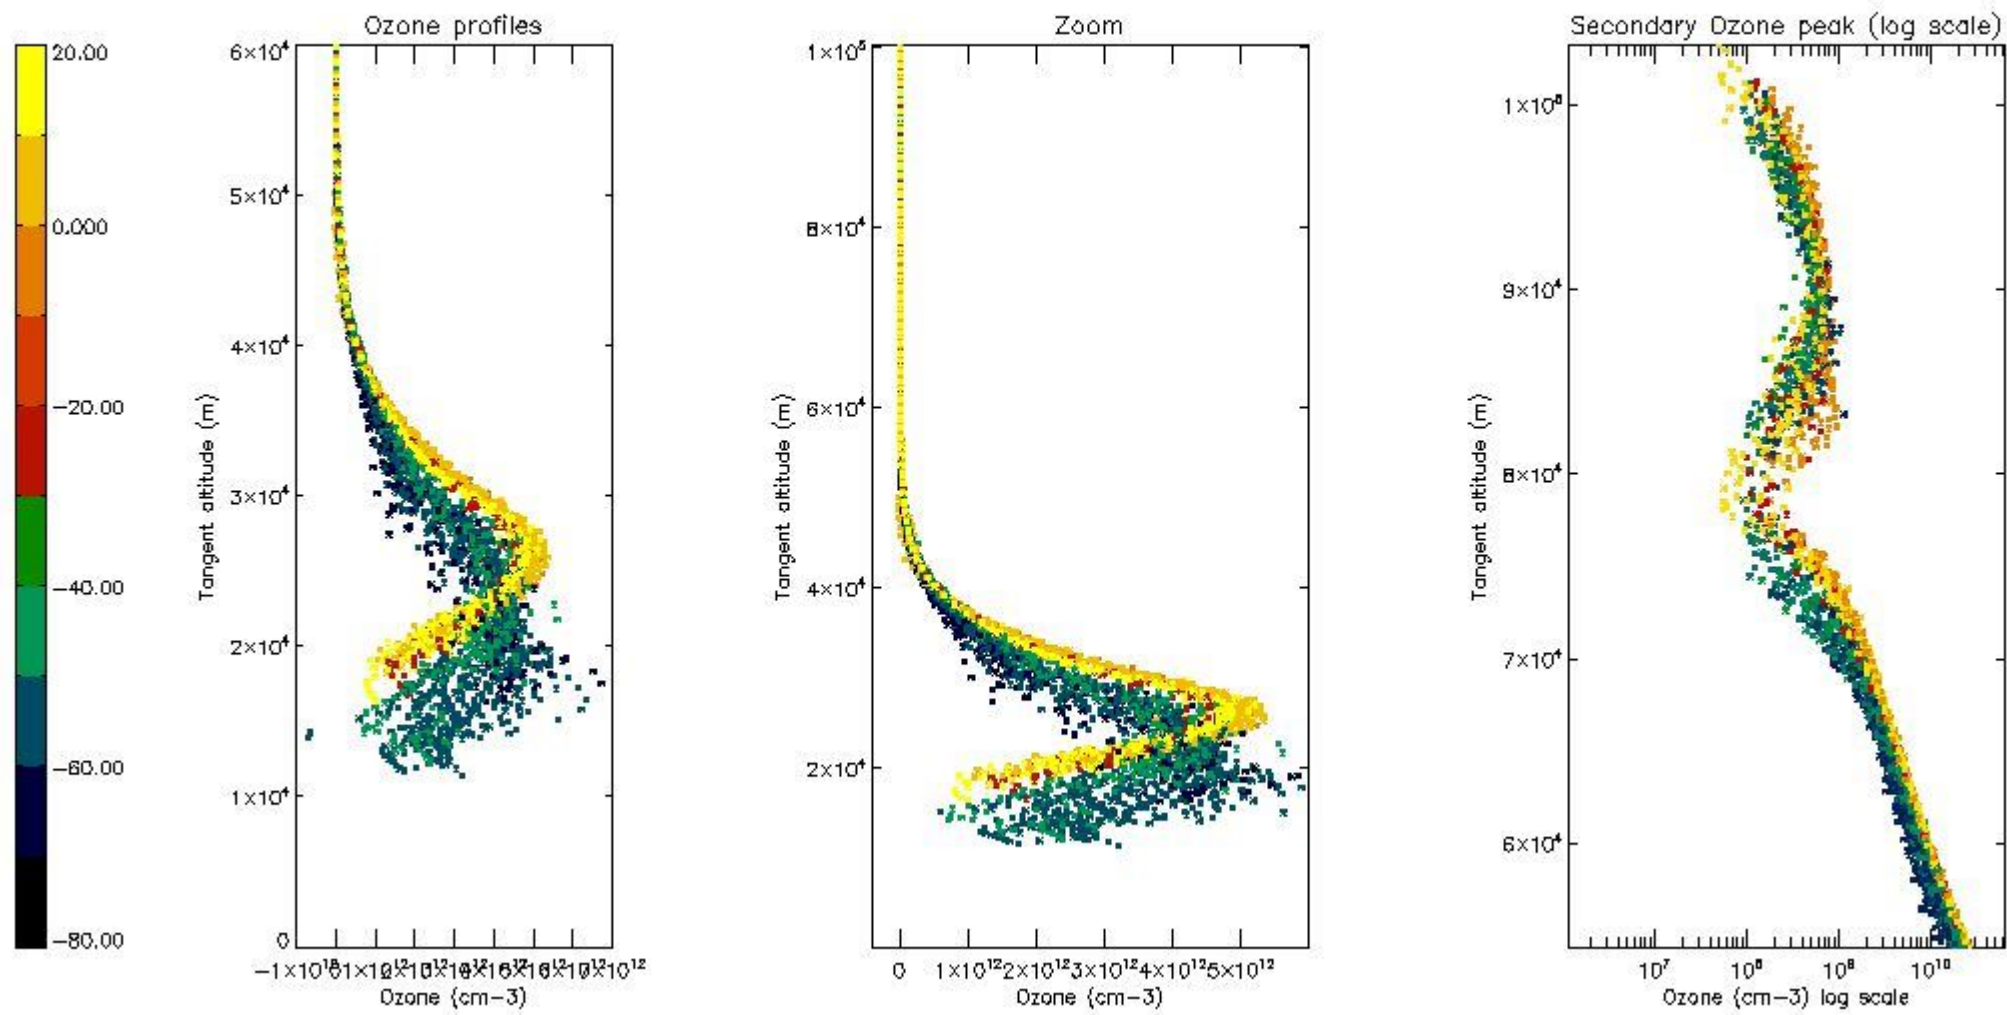 Ozone profiles
Zoom
Secondary Ozone peak (log scale)
20.00
0.000
−20.00
−40.00
−60.00
−80.00
6×10⁴
5×10⁴
4×10⁴
3×10⁴
2×10⁴
1×10⁴
0
Tangent altitude (m)
Ozone (cm−3)
1×10⁵
8×10⁴
6×10⁴
4×10⁴
2×10⁴
Tangent altitude (m)
0 1×10¹² 2×10¹² 3×10¹² 4×10¹² 5×10¹²
Ozone (cm−3)
9×10⁴
8×10⁴
7×10⁴
6×10⁴
Tangent altitude (m)
10⁷ 10⁸ 10⁹ 10¹⁰
Ozone (cm−3) log scale